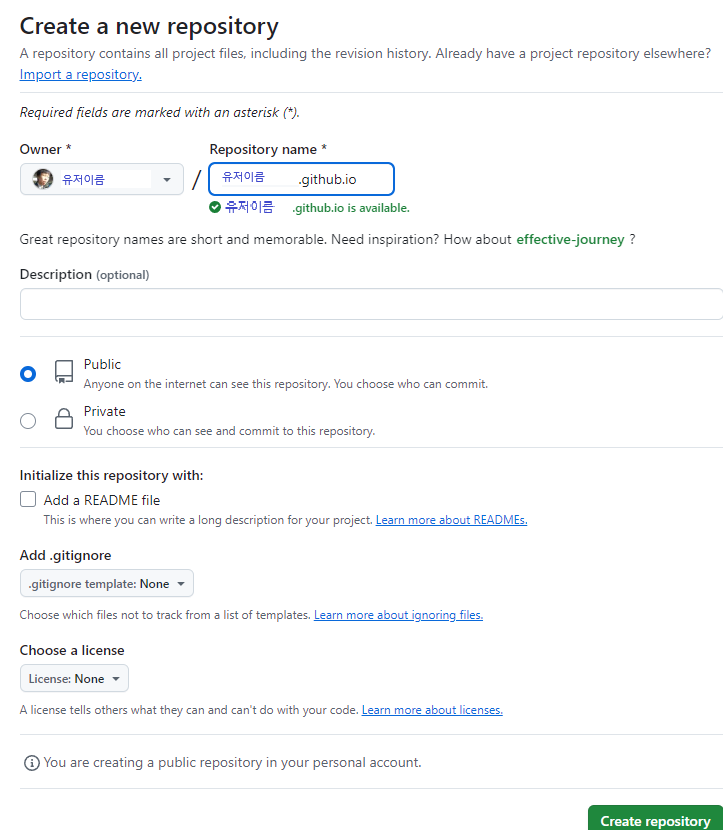 Create a new repository
A repository contains all project files, including the revision history. Already have a project repository elsewhere?
Import a repository.
Required fields are marked with an asterisk (*).
Owner * Repository name *
유저이름 / 유저이름 .github.io
유저이름 .github.io is available.
Great repository names are short and memorable. Need inspiration? How about effective-journey ?
Description (optional)
Public
Anyone on the internet can see this repository. You choose who can commit.
Private
You choose who can see and commit to this repository.
Initialize this repository with:
Add a README file
This is where you can write a long description for your project. Learn more about READMEs.
Add .gitignore
.gitignore template: None
Choose which files not to track from a list of templates. Learn more about ignoring files.
Choose a license
License: None
A license tells others what they can and can't do with your code. Learn more about licenses.
You are creating a public repository in your personal account.
Create repository